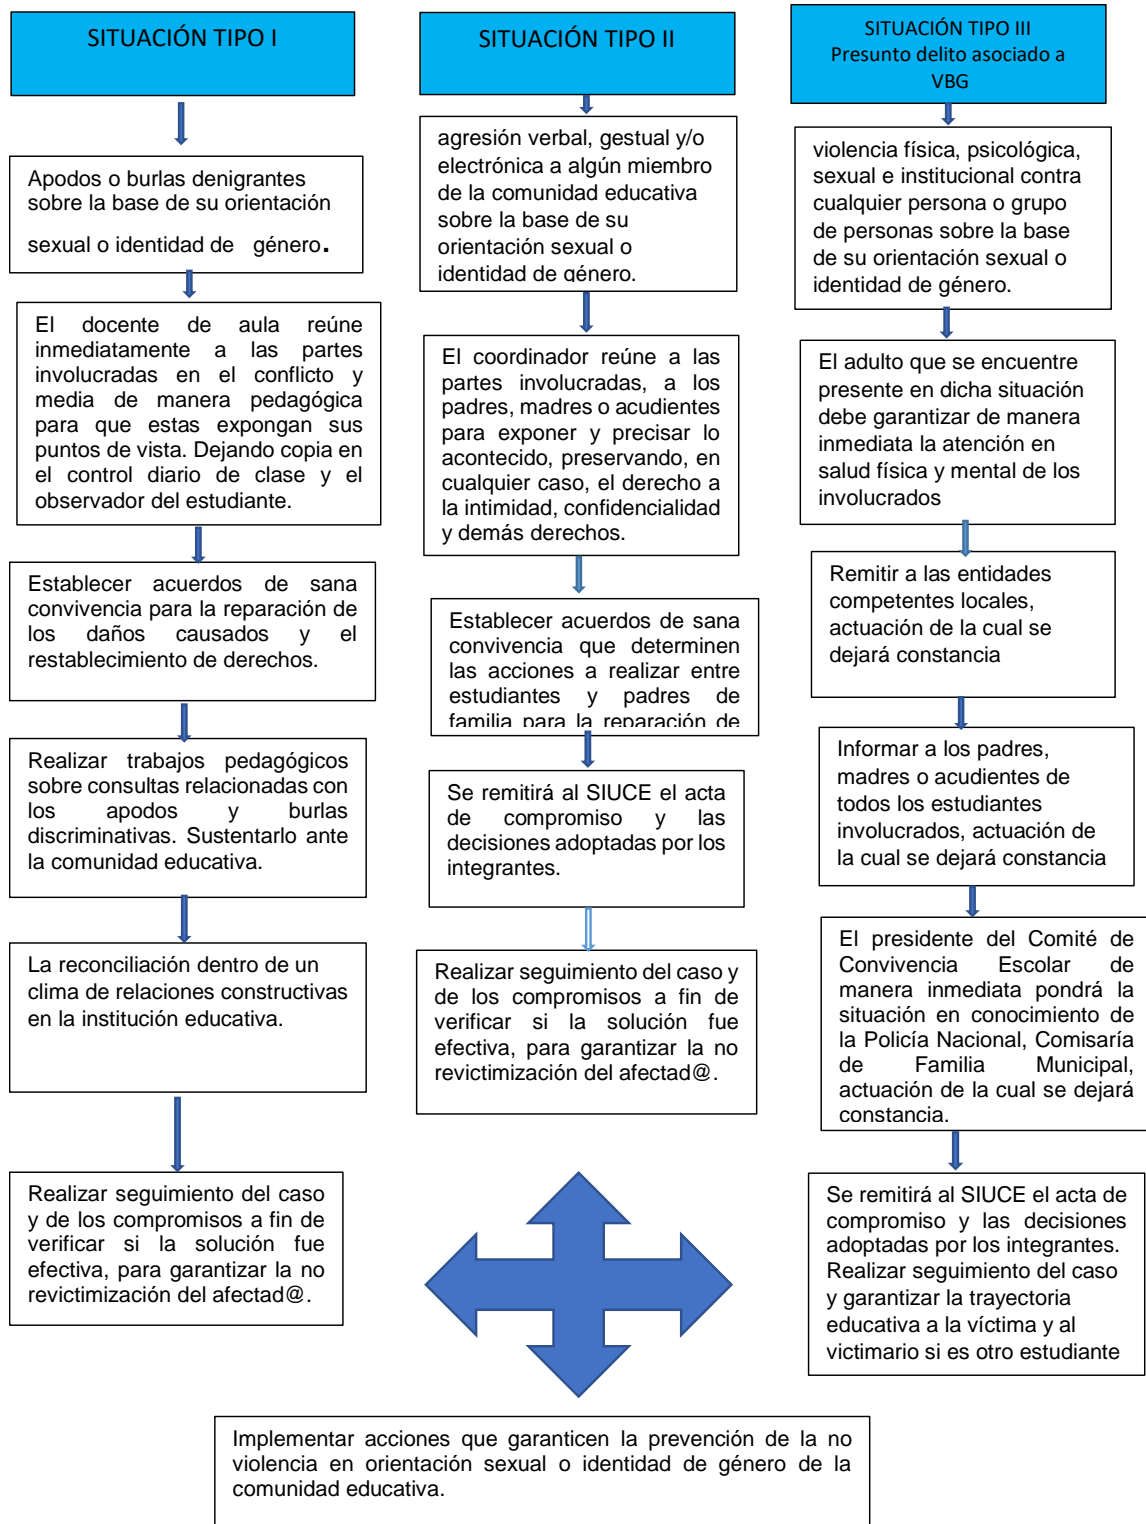 SITUACIÓN TIPO I
Apodos o burlas denigrantes
sobre la base de su orientación
sexual o identidad de género.
El docente de aula reúne
inmediatamente a las partes
involucradas en el conflicto y
media de manera pedagógica
para que estas expongan sus
puntos de vista. Dejando copia en
el control diario de clase y el
observador del estudiante.
Establecer acuerdos de sana
convivencia para la reparación de
los daños causados y el
restablecimiento de derechos.
Realizar trabajos pedagógicos
sobre consultas relacionadas con
los apodos y burlas
discriminativas. Sustentarlo ante
la comunidad educativa.
La reconciliación dentro de un
clima de relaciones constructivas
en la institución educativa.
Realizar seguimiento del caso
y de los compromisos a fin de
verificar si la solución fue
efectiva, para garantizar la no
revictimización del afectad@.
SITUACIÓN TIPO II
agresión verbal, gestual y/o
electrónica a algún miembro
de la comunidad educativa
sobre la base de su
orientación sexual o
identidad de género.
El coordinador reúne a las
partes involucradas, a los
padres, madres o acudientes
para exponer y precisar lo
acontecido, preservando, en
cualquier caso, el derecho a
la intimidad, confidencialidad
y demás derechos.
Establecer acuerdos de sana
convivencia que determinen
las acciones a realizar entre
estudiantes y padres de
familia para la reparación de
Se remitirá al SIUCE el acta
de compromiso y las
decisiones adoptadas por los
integrantes.
Realizar seguimiento del caso y
de los compromisos a fin de
verificar si la solución fue
efectiva, para garantizar la no
revictimización del afectad@.
SITUACIÓN TIPO III
Presunto delito asociado a
VBG
violencia física, psicológica,
sexual e institucional contra
cualquier persona o grupo
de personas sobre la base
de su orientación sexual o
identidad de género.
El adulto que se encuentre
presente en dicha situación
debe garantizar de manera
inmediata la atención en
salud física y mental de los
involucrados
Remitir a las entidades
competentes locales,
actuación de la cual se
dejará constancia
Informar a los padres,
madres o acudientes de
todos los estudiantes
involucrados, actuación de
la cual se dejará constancia
El presidente del Comité de
Convivencia Escolar de
manera inmediata pondrá la
situación en conocimiento de
la Policía Nacional, Comisaría
de Familia Municipal,
actuación de la cual se dejará
constancia.
Se remitirá al SIUCE el acta de
compromiso y las decisiones
adoptadas por los integrantes.
Realizar seguimiento del caso
y garantizar la trayectoria
educativa a la víctima y al
victimario si es otro estudiante
Implementar acciones que garanticen la prevención de la no
violencia en orientación sexual o identidad de género de la
comunidad educativa.